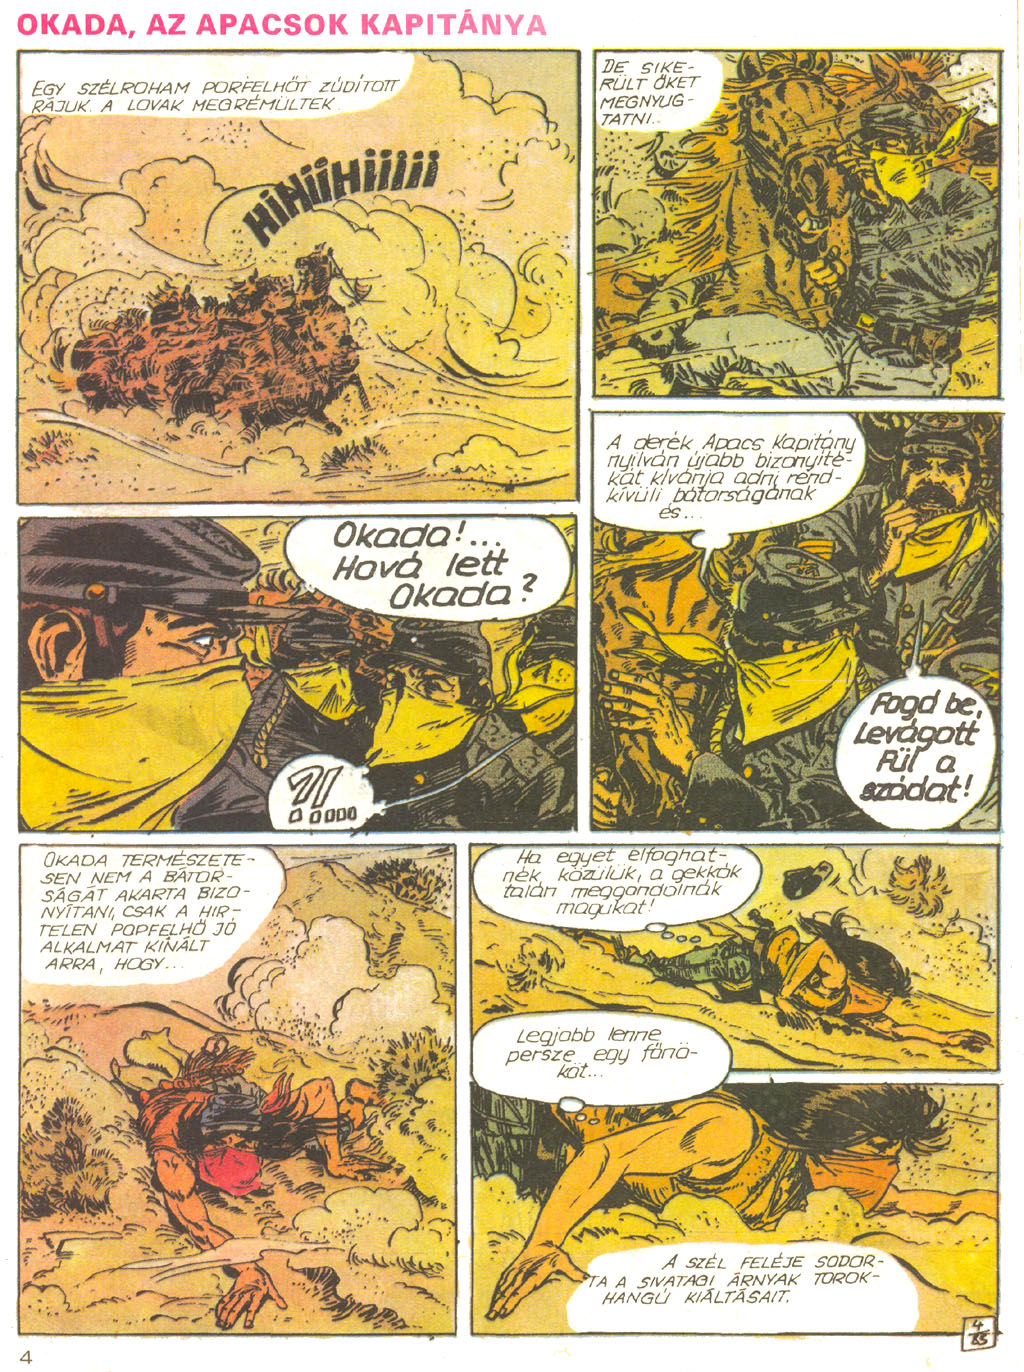 OKADA, AZ APACSOK KAPITÁNYA
EGY SZÉLROHAM PORFELHŐT ZÚDÍTOTT
RÁJUK. A LOVAK MEGRÉMÜLTEK.
HIHIIHIIIII
DE SIKE-
RÜLT ŐKET
MEGNYUG-
TATNI..
Okada!...
Hová lett
Okada?
?!....
A derék Apacs Kapitány
nyilván újabb bizonyíté-
kát kívánja adni rend-
kívüli bátorságának
és...
Fogd be,
Levágott
Fül a
szádat!
OKADA TERMÉSZETE-
SEN NEM A BÁTOR-
SÁGÁT AKARTA BIZO-
NYÍTANI, CSAK A HIR-
TELEN PORFELHŐ JÓ
ALKALMAT KINÁLT
ARRA, HOGY...
Ha egyet elfoghat-
nék, közülük, a gekkák
talán meggondolnák
magukat!
Legjobb lenne
persze egy főnö-
köt...
A SZÉL FELÉJE SODOR-
TA A SIVATAGI ÁRNYAK TOROK-
HANGÚ KIÁLTÁSAIT.
4
4